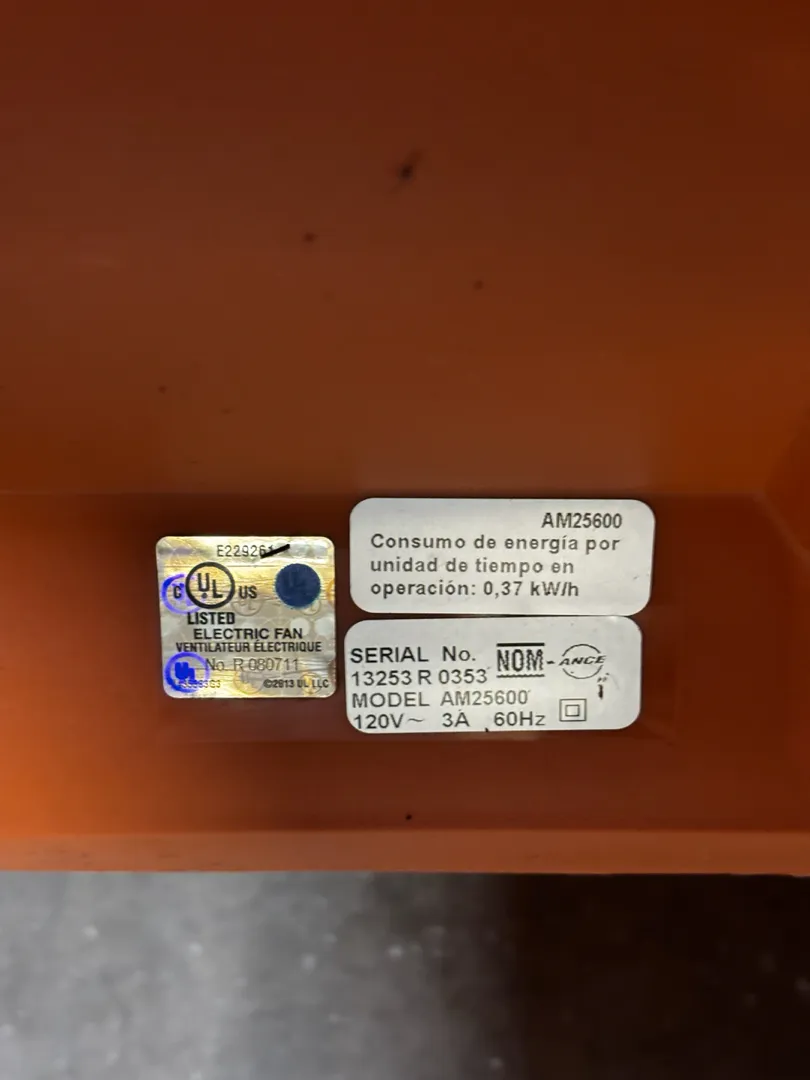 E229261
C UL US
LISTED
ELECTRIC FAN
VENTILATEUR ÉLECTRIQUE
No. R 080711
©2013 UL LLC
AM25600
Consumo de energía por
unidad de tiempo en
operación: 0,37 kW/h
SERIAL No.
13253 R 0353
NOM-ANCE
MODEL AM25600
120V~ 3A 60Hz